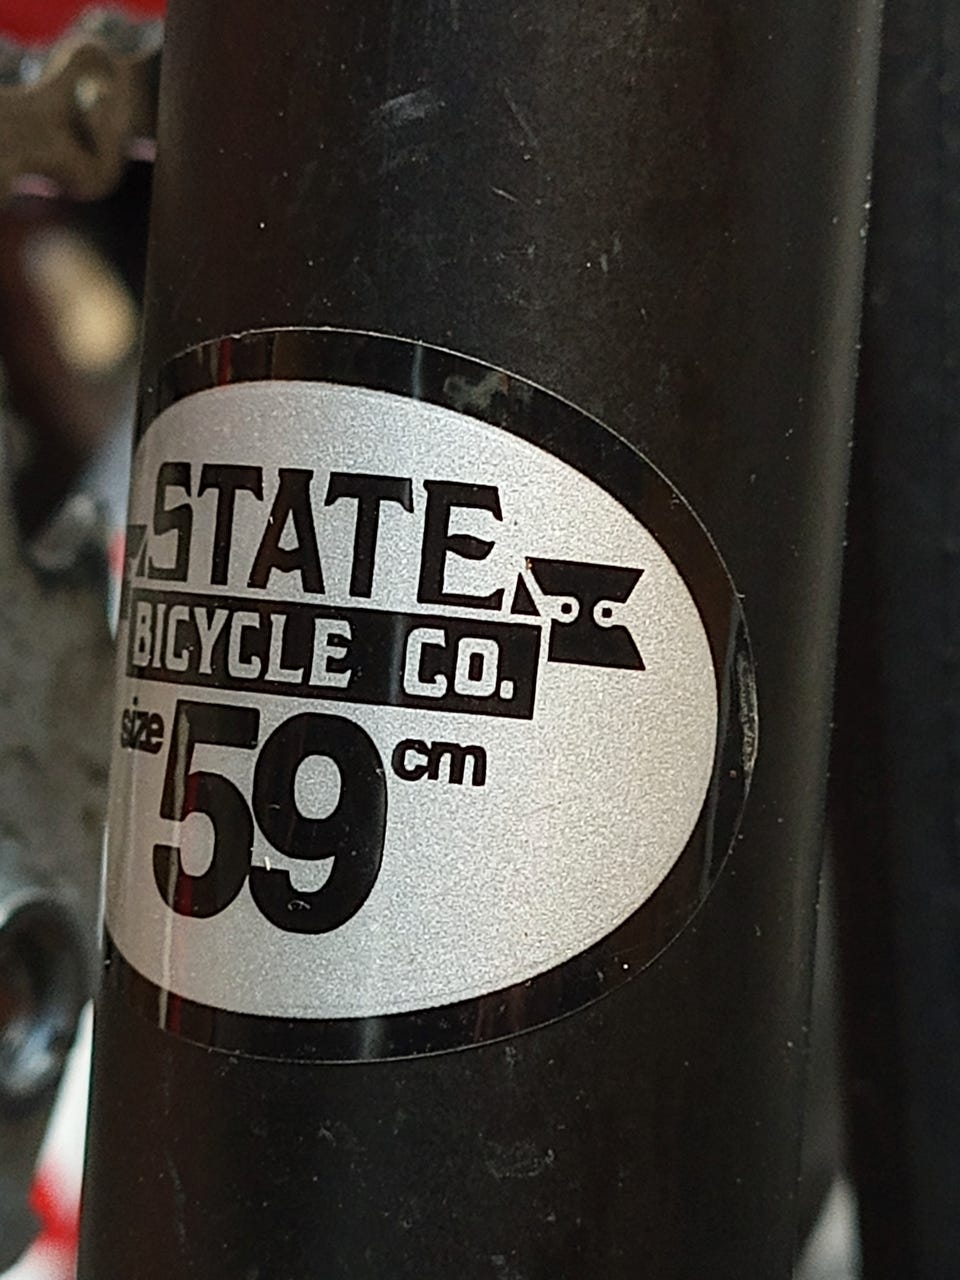 STATE
BICYCLE CO.
size 59 cm